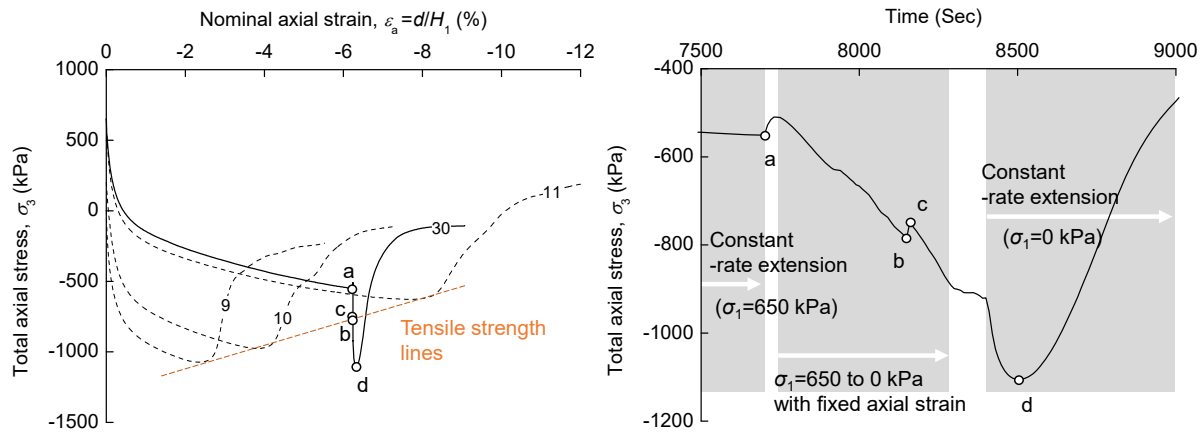 Nominal axial strain, εa=d/H1 (%)
0 -2 -4 -6 -8 -10 -12
Total axial stress, σ3 (kPa)
1000
500
0
-500
-1000
-1500
11
30
9
10
a
c
b
d
Tensile strength
lines
Time (Sec)
7500 8000 8500 9000
Total axial stress, σ3 (kPa)
-400
-600
-800
-1000
-1200
a
c
b
d
Constant
-rate extension
(σ1=650 kPa)
Constant
-rate extension
(σ1=0 kPa)
σ1=650 to 0 kPa
with fixed axial strain